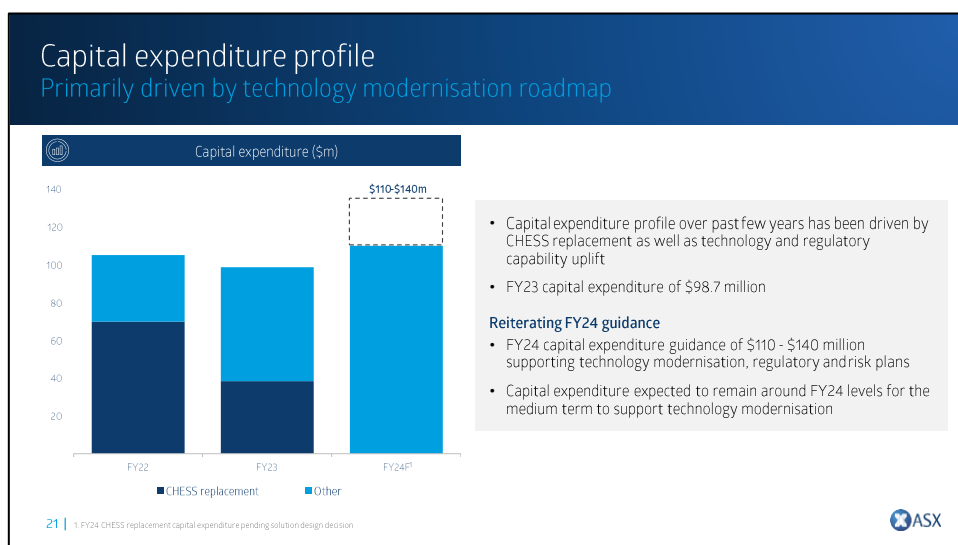 Capital expenditure profile
Primarily driven by technology modernisation roadmap
Capital expenditure ($m)
140
120
100
80
60
40
20
$110-$140m
FY22
FY23
FY24F¹
CHESS replacement
Other
• Capital expenditure profile over past few years has been driven by
CHESS replacement as well as technology and regulatory
capability uplift
• FY23 capital expenditure of $98.7 million
Reiterating FY24 guidance
• FY24 capital expenditure guidance of $110 - $140 million
supporting technology modernisation, regulatory and risk plans
• Capital expenditure expected to remain around FY24 levels for the
medium term to support technology modernisation
21 |
1. FY24 CHESS replacement capital expenditure pending solution design decision
ASX